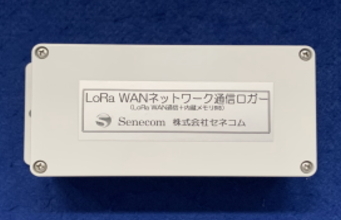 LoRa WANネットワーク通信ロガー
(LoRa WAN通信+内蔵メモリ対応)
Senecom 株式会社セネコム